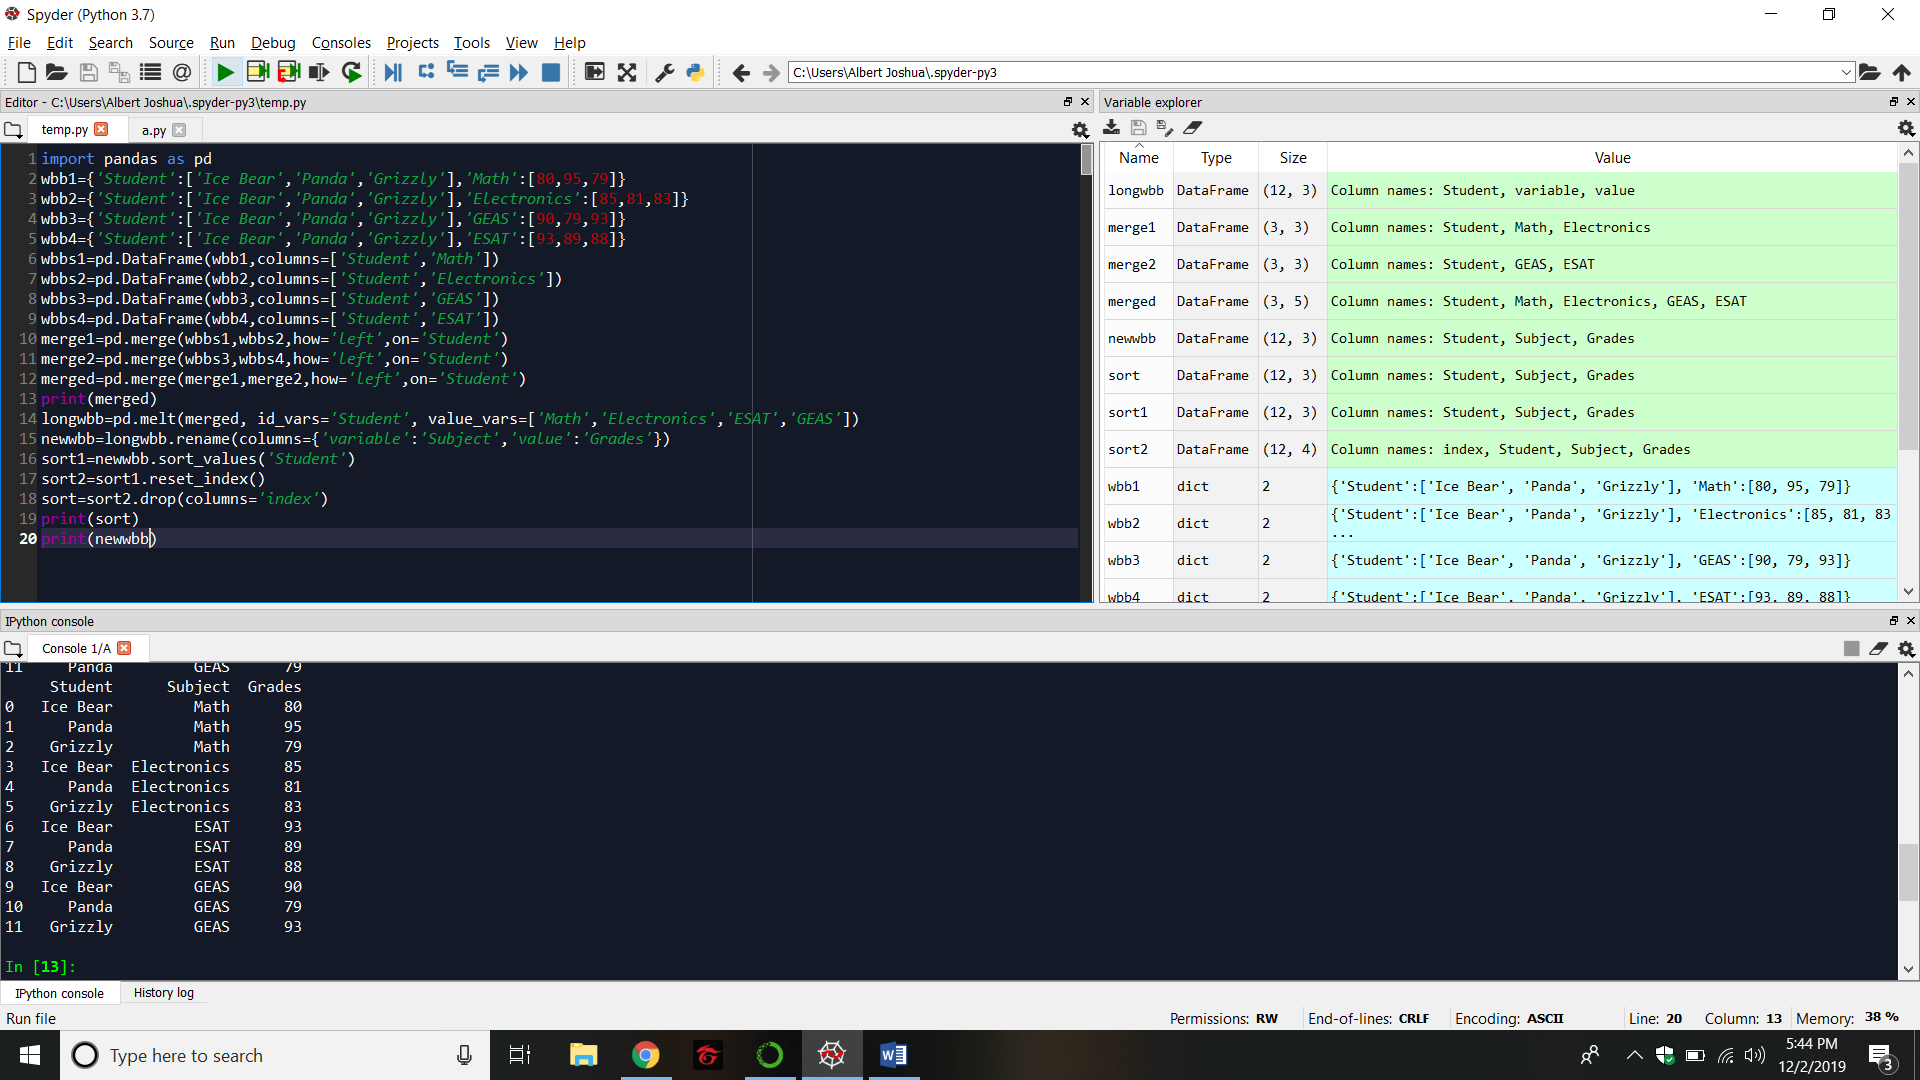 Spyder (Python 3.7)
File Edit Search Source Run Debug Consoles Projects Tools View Help
C:\Users\Albert Joshua\.spyder-py3
Editor - C:\Users\Albert Joshua\.spyder-py3\temp.py
temp.py a.py
1 import pandas as pd
2 wbb1={'Student':['Ice Bear','Panda','Grizzly'],'Math':[80,95,79]}
3 wbb2={'Student':['Ice Bear','Panda','Grizzly'],'Electronics':[85,81,83]}
4 wbb3={'Student':['Ice Bear','Panda','Grizzly'],'GEAS':[90,79,93]}
5 wbb4={'Student':['Ice Bear','Panda','Grizzly'],'ESAT':[93,89,88]}
6 wbbs1=pd.DataFrame(wbb1,columns=['Student','Math'])
7 wbbs2=pd.DataFrame(wbb2,columns=['Student','Electronics'])
8 wbbs3=pd.DataFrame(wbb3,columns=['Student','GEAS'])
9 wbbs4=pd.DataFrame(wbb4,columns=['Student','ESAT'])
10 merge1=pd.merge(wbbs1,wbbs2,how='left',on='Student')
11 merge2=pd.merge(wbbs3,wbbs4,how='left',on='Student')
12 merged=pd.merge(merge1,merge2,how='left',on='Student')
13 print(merged)
14 longwbb=pd.melt(merged, id_vars='Student', value_vars=['Math','Electronics','ESAT','GEAS'])
15 newwbb=longwbb.rename(columns={'variable':'Subject','value':'Grades'})
16 sort1=newwbb.sort_values('Student')
17 sort2=sort1.reset_index()
18 sort=sort2.drop(columns='index')
19 print(sort)
20 print(newwbb)
Variable explorer
Name Type Size Value
longwbb DataFrame (12, 3) Column names: Student, variable, value
merge1 DataFrame (3, 3) Column names: Student, Math, Electronics
merge2 DataFrame (3, 3) Column names: Student, GEAS, ESAT
merged DataFrame (3, 5) Column names: Student, Math, Electronics, GEAS, ESAT
newwbb DataFrame (12, 3) Column names: Student, Subject, Grades
sort DataFrame (12, 3) Column names: Student, Subject, Grades
sort1 DataFrame (12, 3) Column names: Student, Subject, Grades
sort2 DataFrame (12, 4) Column names: index, Student, Subject, Grades
wbb1 dict 2 {'Student':['Ice Bear', 'Panda', 'Grizzly'], 'Math':[80, 95, 79]}
wbb2 dict 2 {'Student':['Ice Bear', 'Panda', 'Grizzly'], 'Electronics':[85, 81, 83
...
wbb3 dict 2 {'Student':['Ice Bear', 'Panda', 'Grizzly'], 'GEAS':[90, 79, 93]}
wbb4 dict 2 {'Student':['Ice Bear', 'Panda', 'Grizzly'], 'ESAT':[93, 89, 88]}
IPython console
Console 1/A
11 Panda GEAS 79
Student Subject Grades
0 Ice Bear Math 80
1 Panda Math 95
2 Grizzly Math 79
3 Ice Bear Electronics 85
4 Panda Electronics 81
5 Grizzly Electronics 83
6 Ice Bear ESAT 93
7 Panda ESAT 89
8 Grizzly ESAT 88
9 Ice Bear GEAS 90
10 Panda GEAS 79
11 Grizzly GEAS 93
In [13]:
IPython console History log
Run file
Permissions: RW End-of-lines: CRLF Encoding: ASCII Line: 20 Column: 13 Memory: 38 %
Type here to search
5:44 PM
12/2/2019
3